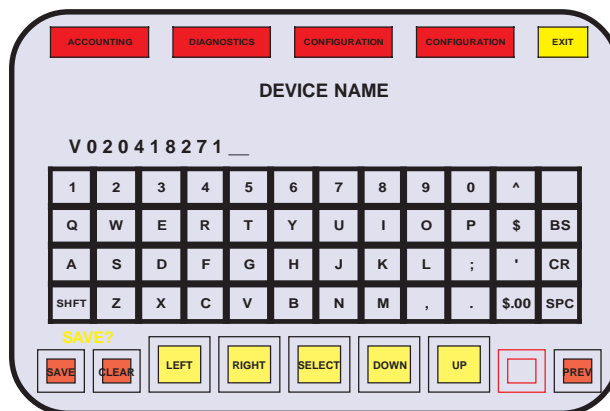 ACCOUNTING DIAGNOSTICS CONFIGURATION CONFIGURATION EXIT
DEVICE NAME
V020418271__
1 2 3 4 5 6 7 8 9 0 ^
Q W E R T Y U I O P $ BS
A S D F G H J K L ; ' CR
SHFT Z X C V B N M , . $.00 SPC
SAVE?
SAVE CLEAR LEFT RIGHT SELECT DOWN UP PREV